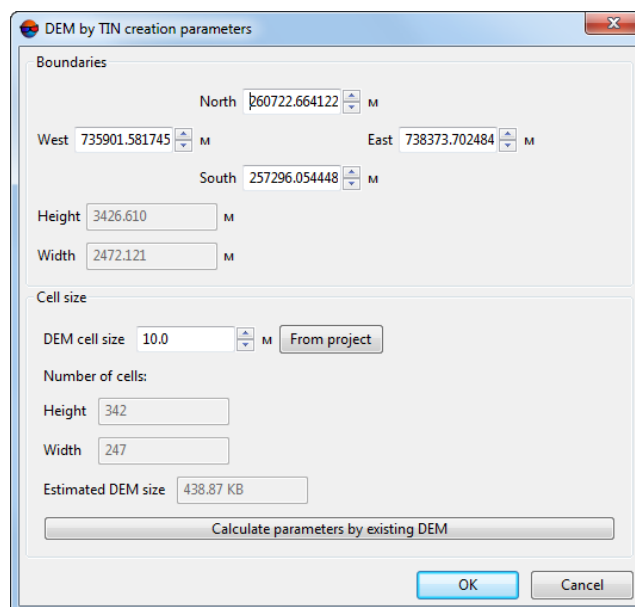 DEM by TIN creation parameters
Boundaries
North 260722.664122 м
West 735901.581745 м East 738373.702484 м
South 257296.054448 м
Height 3426.610 м
Width 2472.121 м
Cell size
DEM cell size 10.0 м From project
Number of cells:
Height 342
Width 247
Estimated DEM size 438.87 KB
Calculate parameters by existing DEM
OK Cancel